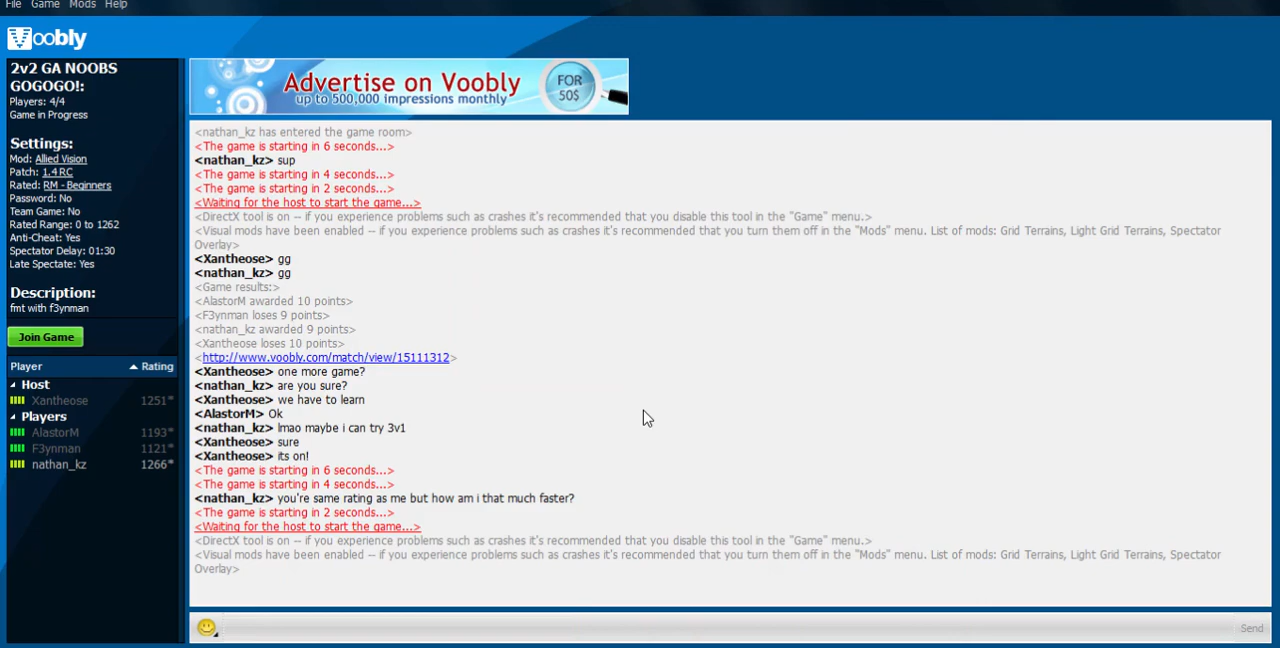 File Game Mods Help
Voobly
2v2 GA NOOBS
GOGOGO!:
Players: 4/4
Game in Progress
Settings:
Mod: Allied Vision
Patch: 1.4 RC
Rated: RM - Beginners
Password: No
Team Game: No
Rated Range: 0 to 1262
Anti-Cheat: Yes
Spectator Delay: 01:30
Late Spectate: Yes
Description:
fmt with f3ynman
Join Game
Player Rating
Host
Xantheose 1251*
Players
AlastorM 1193*
F3ynman 1121*
nathan_kz 1266*
Advertise on Voobly
up to 500,000 impressions monthly
FOR
50$
<nathan_kz has entered the game room>
<The game is starting in 6 seconds...>
<nathan_kz> sup
<The game is starting in 4 seconds...>
<The game is starting in 2 seconds...>
<Waiting for the host to start the game...>
<DirectX tool is on -- if you experience problems such as crashes it's recommended that you disable this tool in the "Game" menu.>
<Visual mods have been enabled -- if you experience problems such as crashes it's recommended that you turn them off in the "Mods" menu. List of mods: Grid Terrains, Light Grid Terrains, Spectator
Overlay>
<Xantheose> gg
<nathan_kz> gg
<Game results:>
<AlastorM awarded 10 points>
<F3ynman loses 9 points>
<nathan_kz awarded 9 points>
<Xantheose loses 10 points>
<http://www.voobly.com/match/view/15111312>
<Xantheose> one more game?
<nathan_kz> are you sure?
<Xantheose> we have to learn
<AlastorM> Ok
<nathan_kz> lmao maybe i can try 3v1
<Xantheose> sure
<Xantheose> its on!
<The game is starting in 6 seconds...>
<The game is starting in 4 seconds...>
<nathan_kz> you're same rating as me but how am i that much faster?
<The game is starting in 2 seconds...>
<Waiting for the host to start the game...>
<DirectX tool is on -- if you experience problems such as crashes it's recommended that you disable this tool in the "Game" menu.>
<Visual mods have been enabled -- if you experience problems such as crashes it's recommended that you turn them off in the "Mods" menu. List of mods: Grid Terrains, Light Grid Terrains, Spectator
Overlay>
Send